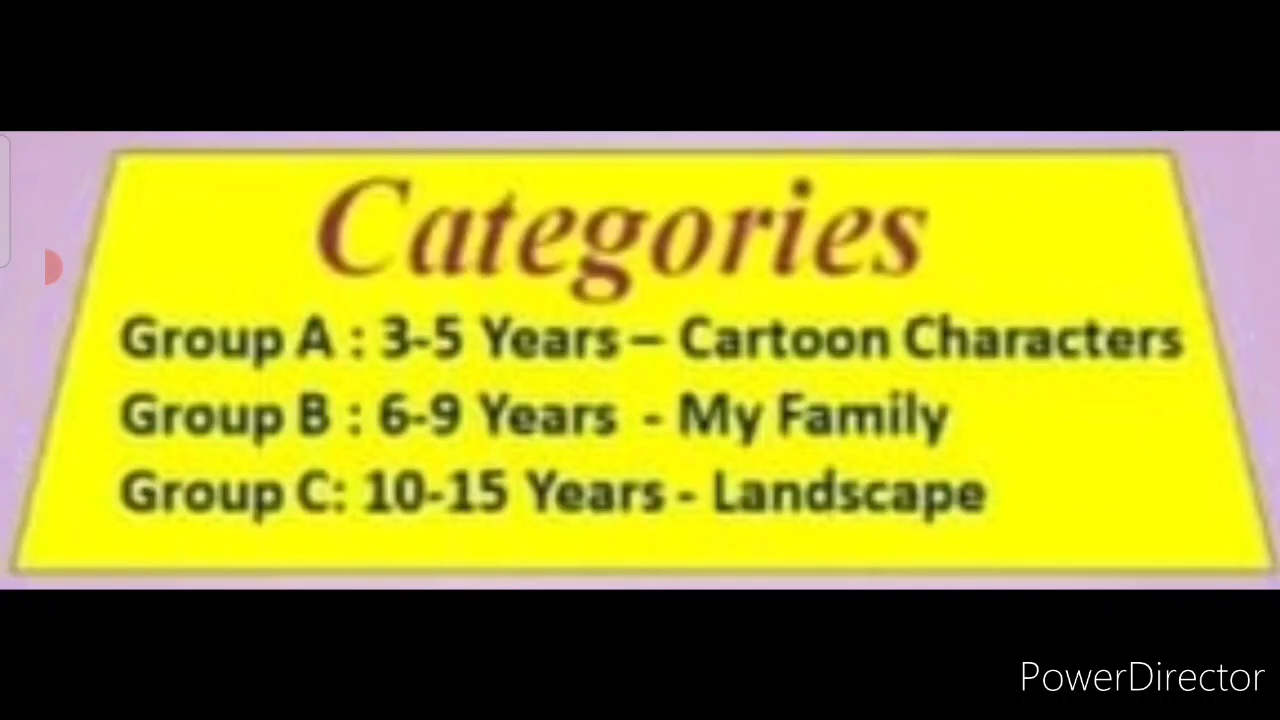 Categories
Group A : 3-5 Years – Cartoon Characters
Group B : 6-9 Years - My Family
Group C: 10-15 Years - Landscape
PowerDirector